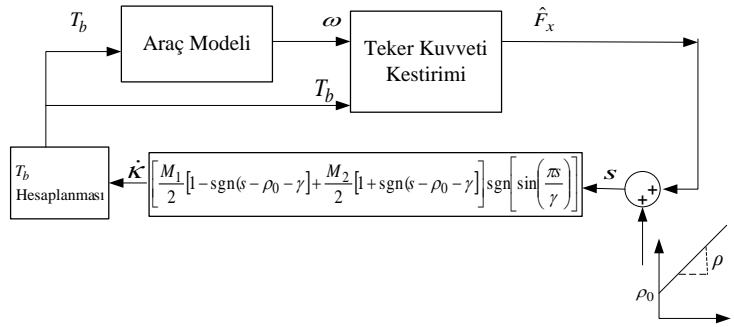 T_b
Araç Modeli
ω
Teker Kuvveti
Kestirimi
F̂_x
T_b
T_b
Hesaplanması
κ̇
[M_1/2 [1-sgn(s-ρ_0-γ] + M_2/2 [1+sgn(s-ρ_0-γ]] sgn[sin(πs/γ)]
s
+
+
ρ
ρ_0